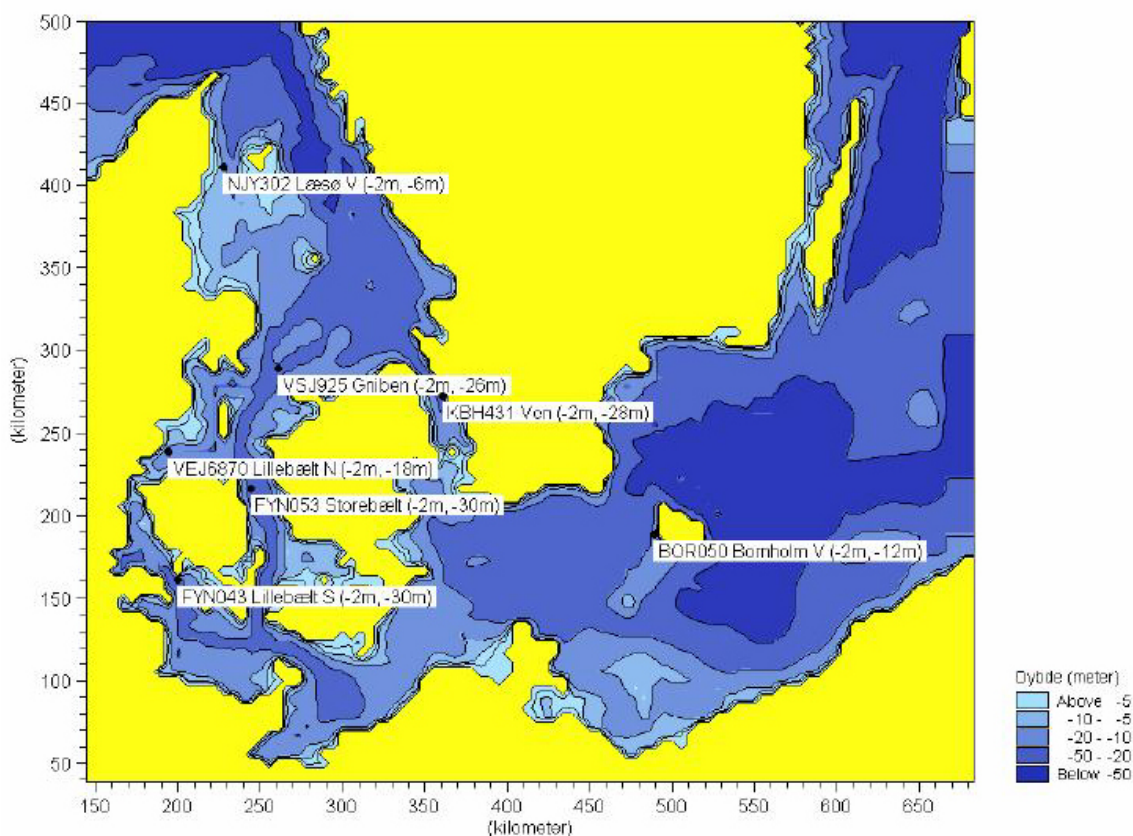 500
450
400
350
300
250
200
150
100
50
(kilometer)
NJY302 Læsø V (-2m, -6m)
VSJ925 Gniben (-2m, -26m)
KBH431 Ven (-2m, -28m)
VEJ6870 Lillebælt N (-2m, -18m)
FYN053 Storebælt (-2m, -30m)
BOR050 Bornholm V (-2m, -12m)
FYN043 Lillebælt S (-2m, -30m)
150 200 250 300 350 400 450 500 550 600 650
(kilometer)
Dybde (meter)
Above -5
-10 - -5
-20 - -10
-50 - -20
Below -50